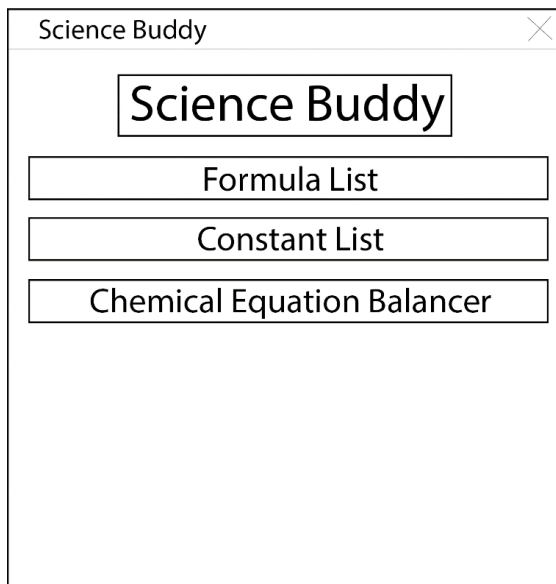 Science Buddy
Science Buddy
Formula List
Constant List
Chemical Equation Balancer